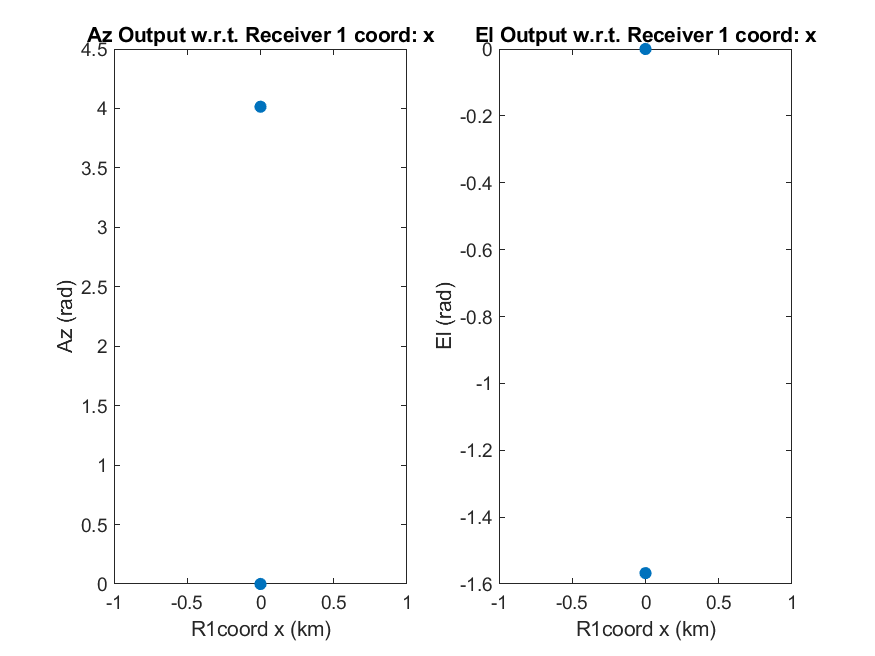 Az Output w.r.t. Receiver 1 coord: x
4.5
4
3.5
3
2.5
2
1.5
1
0.5
0
Az (rad)
-1 -0.5 0 0.5 1
R1coord x (km)
El Output w.r.t. Receiver 1 coord: x
0
-0.2
-0.4
-0.6
-0.8
-1
-1.2
-1.4
-1.6
El (rad)
-1 -0.5 0 0.5 1
R1coord x (km)